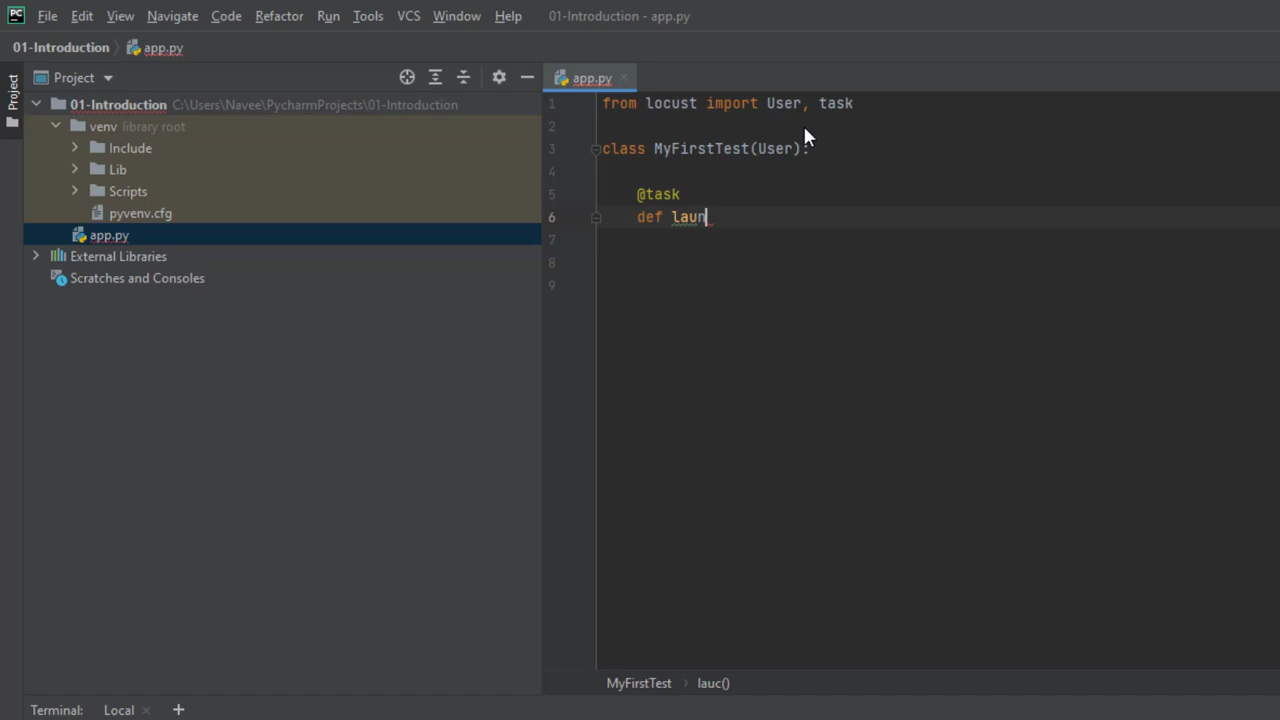 PC File Edit View Navigate Code Refactor Run Tools VCS Window Help 01-Introduction - app.py
01-Introduction app.py
Project
Project
app.py
01-Introduction C:\Users\Navee\PycharmProjects\01-Introduction
venv library root
Include
Lib
Scripts
pyvenv.cfg
app.py
External Libraries
Scratches and Consoles
1 from locust import User, task
2
3 class MyFirstTest(User):
4
5 @task
6 def laun
7
8
9
MyFirstTest lauc()
Terminal: Local +